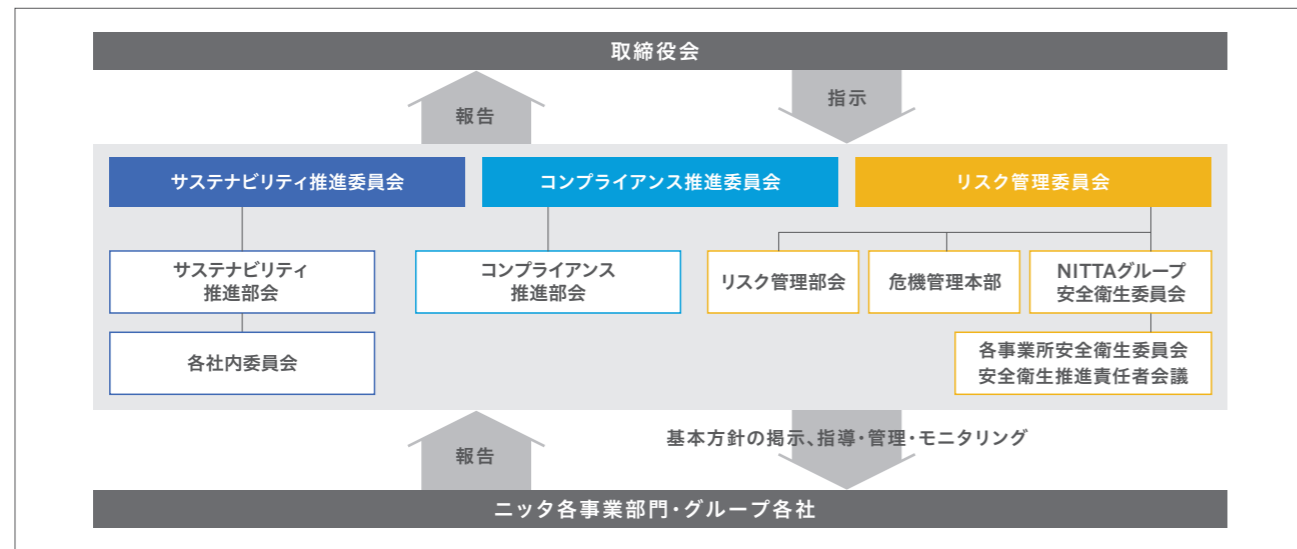 取締役会
報告
指示
サステナビリティ推進委員会
コンプライアンス推進委員会
リスク管理委員会
サステナビリティ
推進部会
コンプライアンス
推進部会
リスク管理部会
危機管理本部
NITTAグループ
安全衛生委員会
各社内委員会
各事業所安全衛生委員会
安全衛生推進責任者会議
報告
基本方針の掲示、指導・管理・モニタリング
ニッタ各事業部門・グループ各社